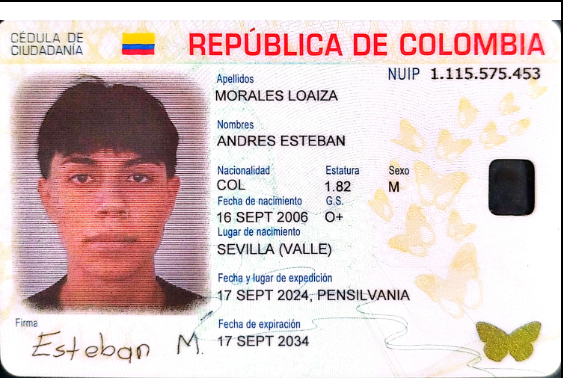 CÉDULA DE
CIUDADANÍA
REPÚBLICA DE COLOMBIA
NUIP 1.115.575.453
Apellidos
MORALES LOAIZA
Nombres
ANDRES ESTEBAN
Nacionalidad Estatura Sexo
COL 1.82 M
Fecha de nacimiento G.S.
16 SEPT 2006 O+
Lugar de nacimiento
SEVILLA (VALLE)
Fecha y lugar de expedición
17 SEPT 2024, PENSILVANIA
Firma
Esteban M.
Fecha de expiración
17 SEPT 2034